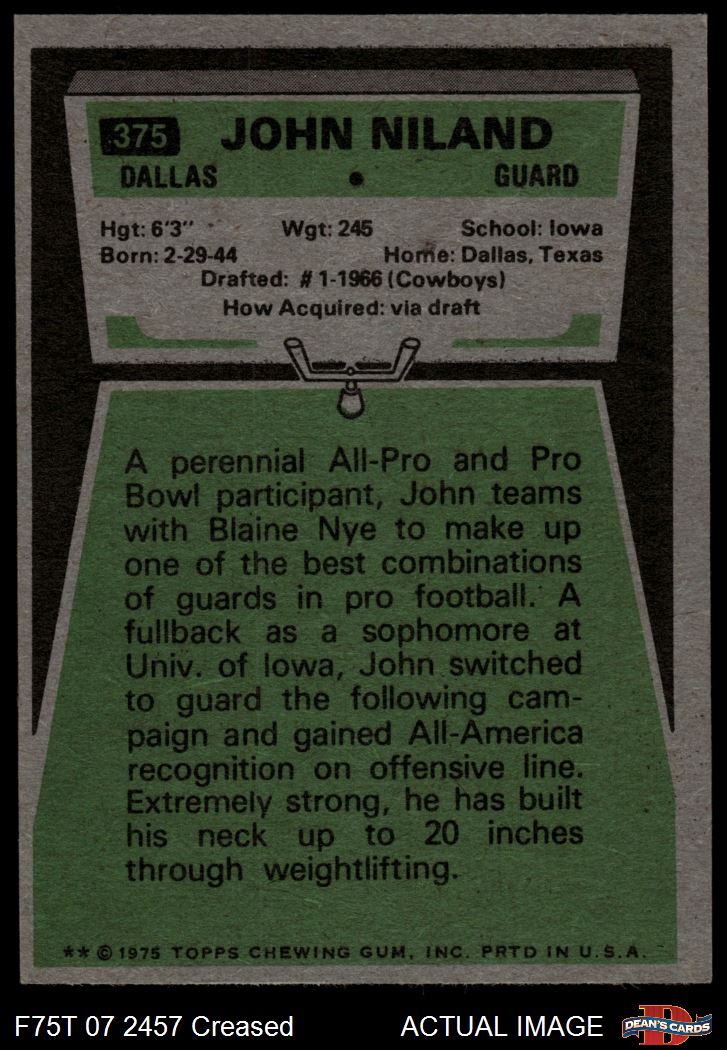 375 JOHN NILAND
DALLAS • GUARD
Hgt: 6'3" Wgt: 245 School: Iowa
Born: 2-29-44 Home: Dallas, Texas
Drafted: #1-1966 (Cowboys)
How Acquired: via draft
A perennial All-Pro and Pro
Bowl participant, John teams
with Blaine Nye to make up
one of the best combinations
of guards in pro football. A
fullback as a sophomore at
Univ. of Iowa, John switched
to guard the following cam-
paign and gained All-America
recognition on offensive line.
Extremely strong, he has built
his neck up to 20 inches
through weightlifting.
** © 1975 TOPPS CHEWING GUM, INC. PRTD IN U.S.A.
F75T 07 2457 Creased ACTUAL IMAGE D DEAN'S CARDS